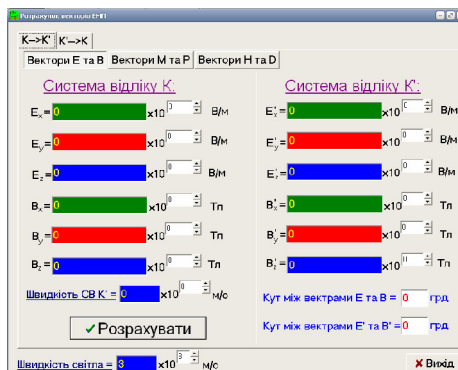 Розрахунок векторів ЕМП
K–>K' K'–>K
Вектори E та B Вектори M та P Вектори H та D
Система відліку K: Система відліку K':
Ex= 0 x10 0 В/м E'x= 0 x10 0 В/м
Ey= 0 x10 0 В/м E'y= 0 x10 0 В/м
Ez= 0 x10 0 В/м E'z= 0 x10 0 В/м
Bx= 0 x10 0 Тл B'x= 0 x10 0 Тл
By= 0 x10 0 Тл B'y= 0 x10 0 Тл
Bz= 0 x10 0 Тл B'z= 0 x10 0 Тл
Швидкість СВ K' = 0 x10 0 м/с Кут між вектрами E та B = 0 грд
Розрахувати Кут між вектрами E' та B' = 0 грд
Швидкість світла = 3 x10 8 м/с Вихід